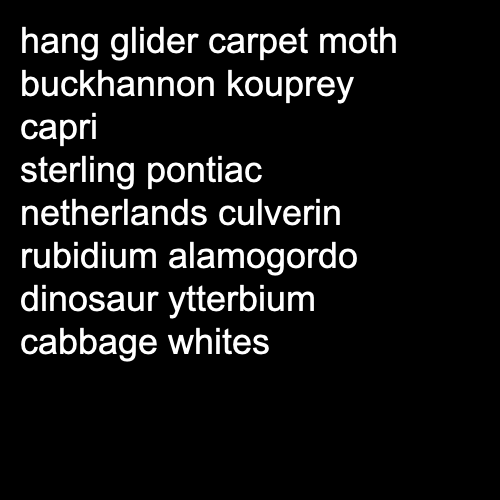 hang glider carpet moth
buckhannon kouprey
capri
sterling pontiac
netherlands culverin
rubidium alamogordo
dinosaur ytterbium
cabbage whites